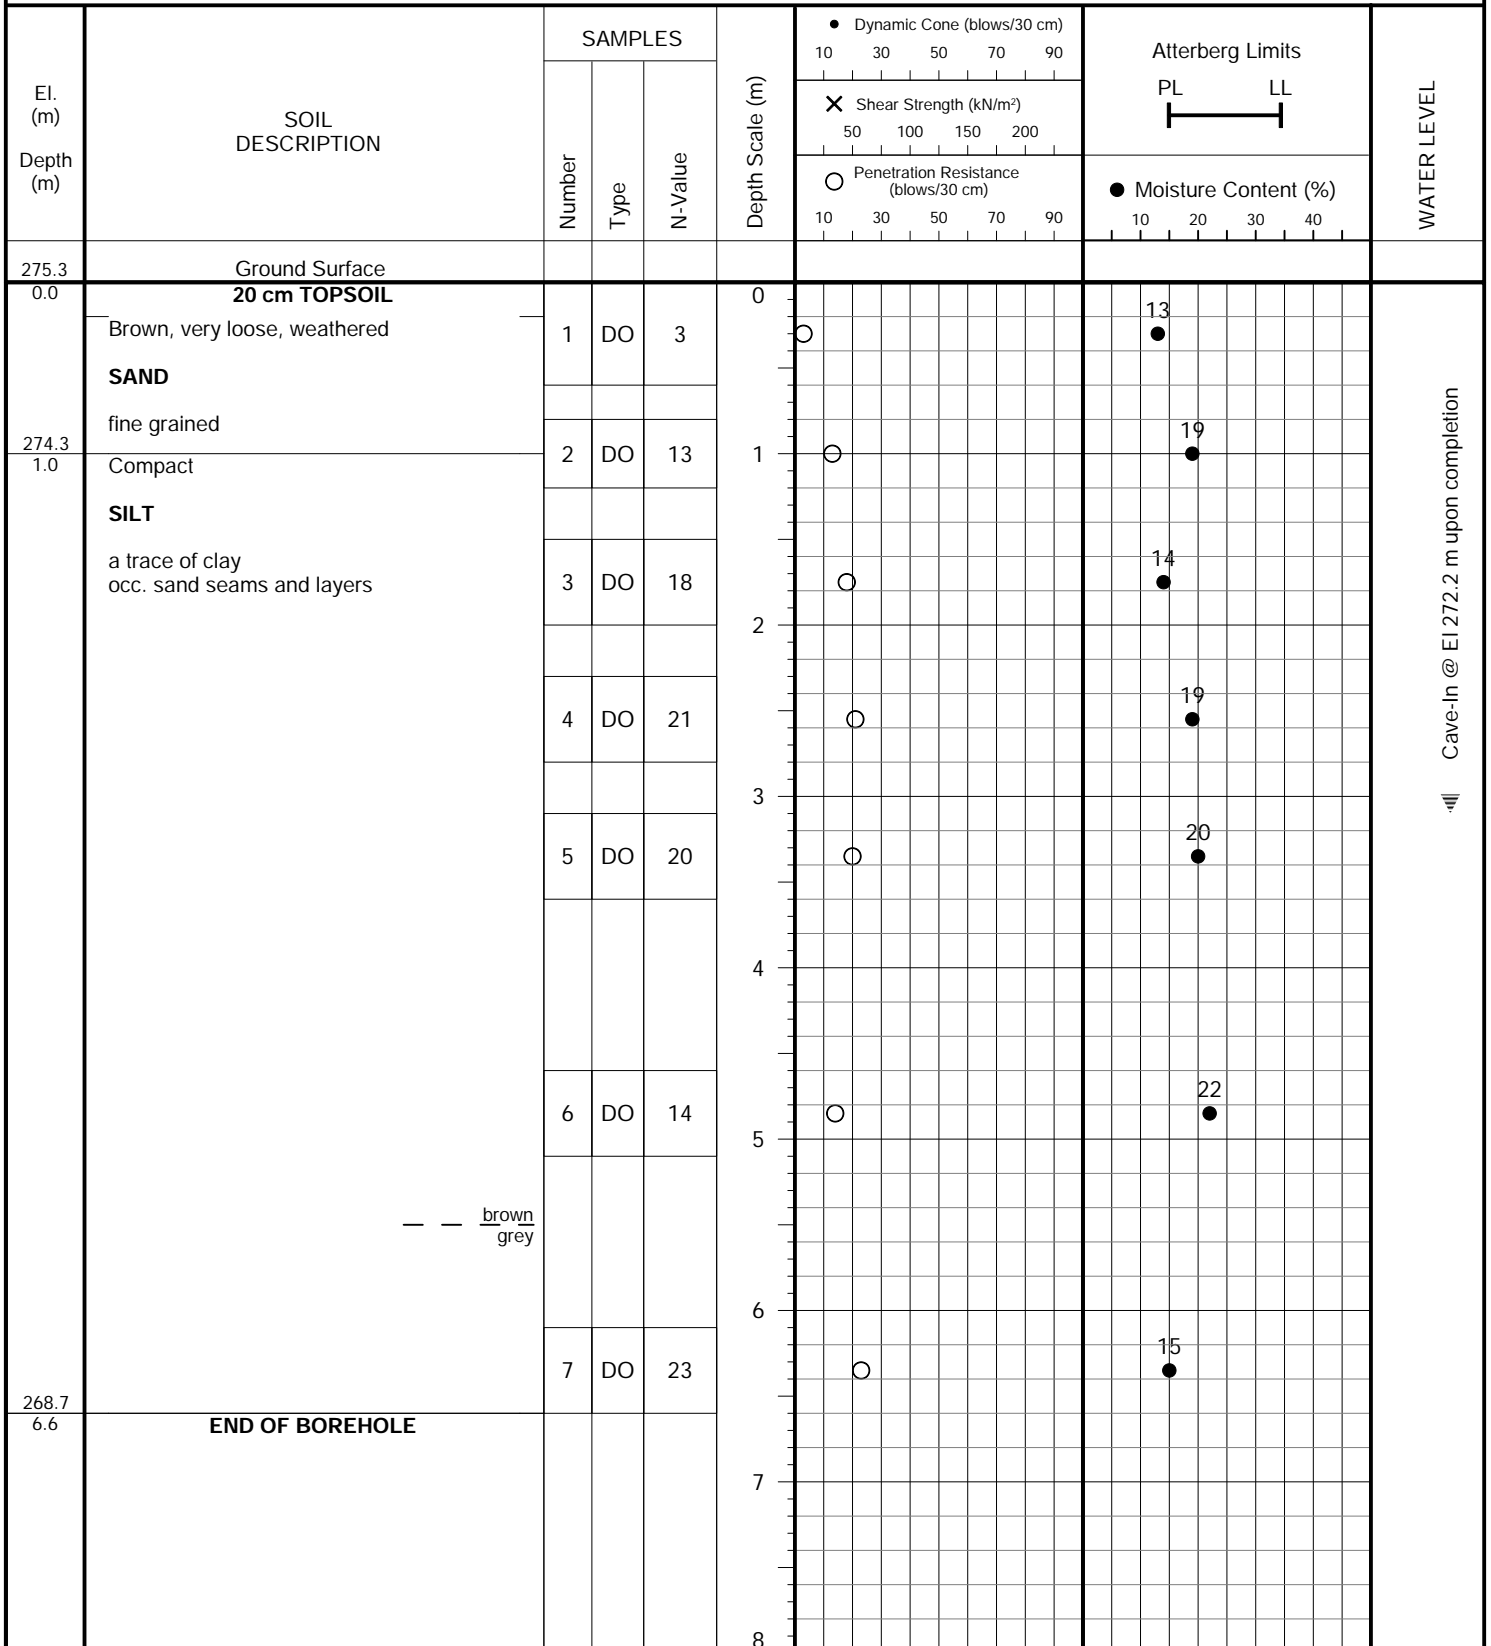 El.
(m)
Depth
(m)
SOIL
DESCRIPTION
SAMPLES
Number
Type
N-Value
Depth Scale (m)
Dynamic Cone (blows/30 cm)
10 30 50 70 90
Shear Strength (kN/m²)
50 100 150 200
Penetration Resistance
(blows/30 cm)
10 30 50 70 90
Atterberg Limits
PL LL
Moisture Content (%)
10 20 30 40
WATER LEVEL
275.3
Ground Surface
0.0
20 cm TOPSOIL
0
Brown, very loose, weathered
1 DO 3
13
SAND
fine grained
274.3
1.0
2 DO 13
1
19
Compact
SILT
a trace of clay
occ. sand seams and layers
3 DO 18
14
2
4 DO 21
19
3
5 DO 20
20
4
6 DO 14
22
5
brown
grey
6
7 DO 23
15
268.7
6.6
END OF BOREHOLE
7
8
Cave-In @ El 272.2 m upon completion